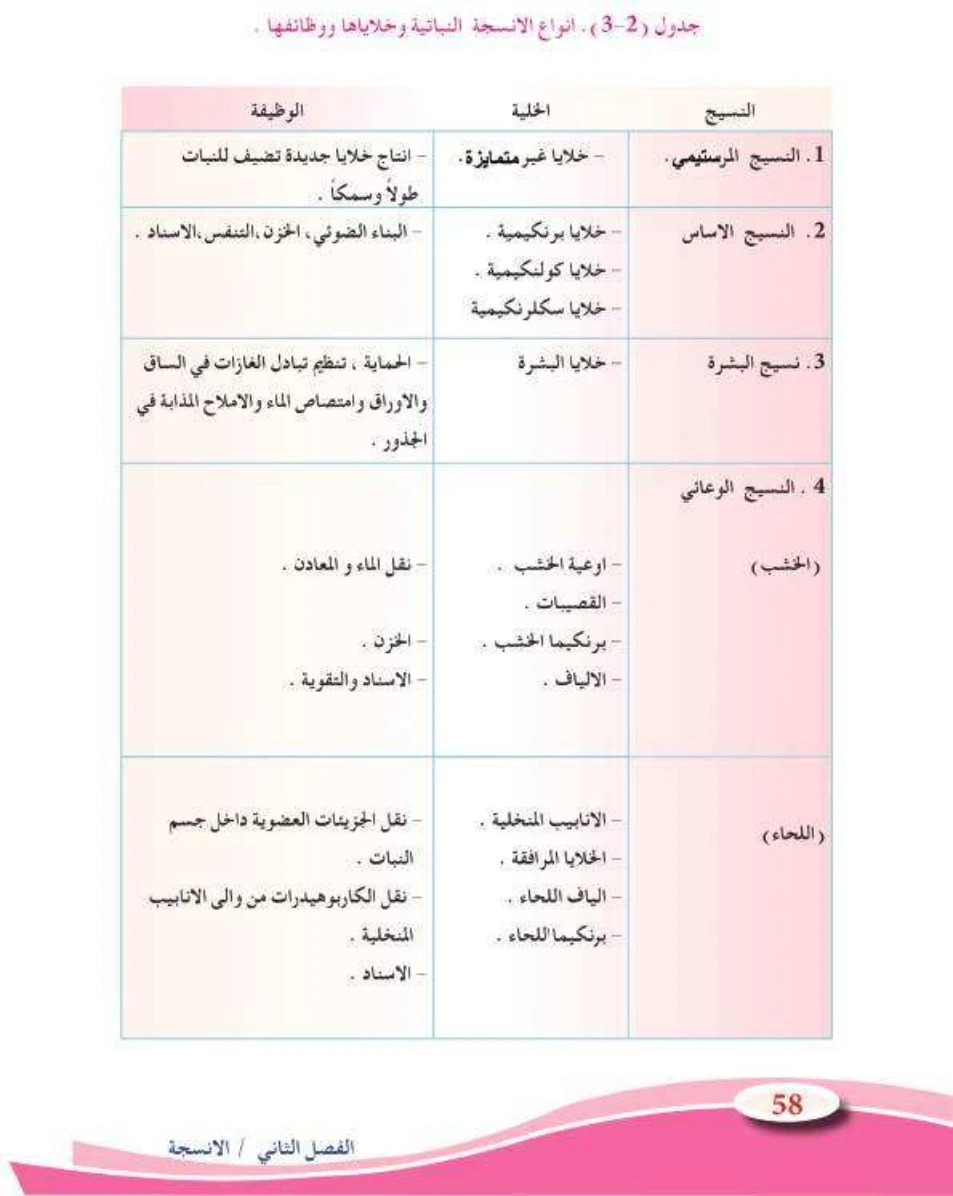 جدول (2-3). انواع الانسجة النباتية وخلاياها ووظائفها .
النسيج الخلية الوظيفة
1. النسيج المرستيمي. - خلايا غير متمايزة. - انتاج خلايا جديدة تضيف للنبات
طولاً وسمكاً .
2. النسيج الاساس - خلايا برنكيمية . - البناء الضوئي، الخزن ،التنفس ،الاسناد .
- خلايا كولنكيمية .
- خلايا سكلرنكيمية
3. نسيج البشرة - خلايا البشرة - الحماية ، تنظيم تبادل الغازات في الساق
والاوراق وامتصاص الماء والاملاح المذابة في
الجذور .
4 . النسيج الوعائي
(الخشب) - اوعية الخشب . - نقل الماء و المعادن .
- القصيبات .
- برنكيما الخشب . - الخزن .
- الالياف . - الاسناد والتقوية .
(اللحاء) - الانابيب المنخلية . - نقل الجزيئات العضوية داخل جسم
- الخلايا المرافقة . النبات .
- الياف اللحاء . - نقل الكاربوهيدرات من والى الانابيب
- برنكيما اللحاء . المنخلية .
- الاسناد .
58
الفصل الثاني / الانسجة